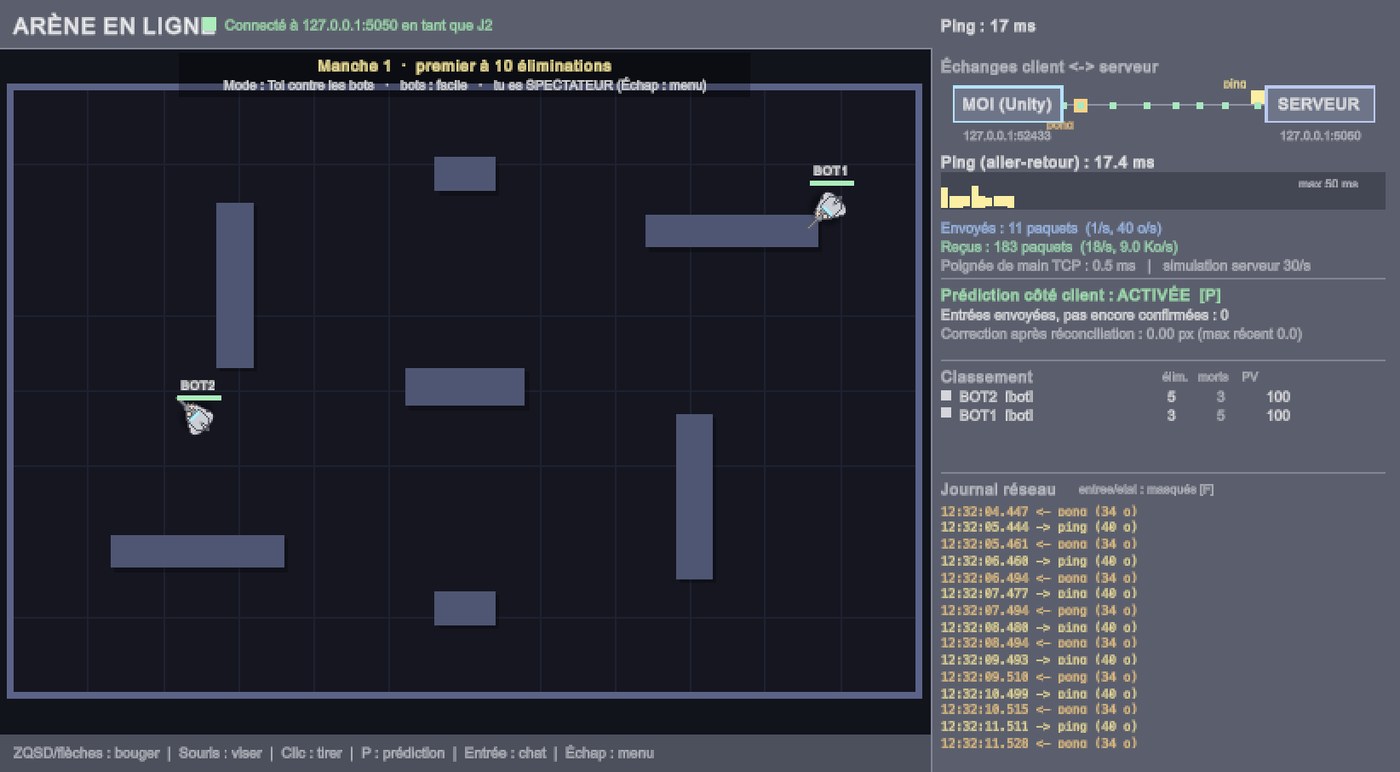 ARÈNE EN LIGNE
Connecté à 127.0.0.1:5050 en tant que J2
Ping : 17 ms
Manche 1 · premier à 10 éliminations
Mode : Toi contre les bots · bots : facile · tu es SPECTATEUR (Échap : menu)
BOT1
BOT2
ZQSD/flèches : bouger | Souris : viser | Clic : tirer | P : prédiction | Entrée : chat | Échap : menu
Échanges client <-> serveur
ping
MOI (Unity)
SERVEUR
pong
127.0.0.1:52433
127.0.0.1:5050
Ping (aller-retour) : 17.4 ms
max 50 ms
Envoyés : 11 paquets (1/s, 40 o/s)
Reçus : 183 paquets (18/s, 9.0 Ko/s)
Poignée de main TCP : 0.5 ms | simulation serveur 30/s
Prédiction côté client : ACTIVÉE [P]
Entrées envoyées, pas encore confirmées : 0
Correction après réconciliation : 0.00 px (max récent 0.0)
Classement élim. morts PV
BOT2 [bot] 5 3 100
BOT1 [bot] 3 5 100
Journal réseau entree/etat : masqués [F]
12:32:04.447 <- pong (34 o)
12:32:05.444 -> ping (40 o)
12:32:05.461 <- pong (34 o)
12:32:06.460 -> ping (40 o)
12:32:06.494 <- pong (34 o)
12:32:07.477 -> ping (40 o)
12:32:07.494 <- pong (34 o)
12:32:08.480 -> ping (40 o)
12:32:08.494 <- pong (34 o)
12:32:09.493 -> ping (40 o)
12:32:09.510 <- pong (34 o)
12:32:10.499 -> ping (40 o)
12:32:10.515 <- pong (34 o)
12:32:11.511 -> ping (40 o)
12:32:11.528 <- pong (34 o)